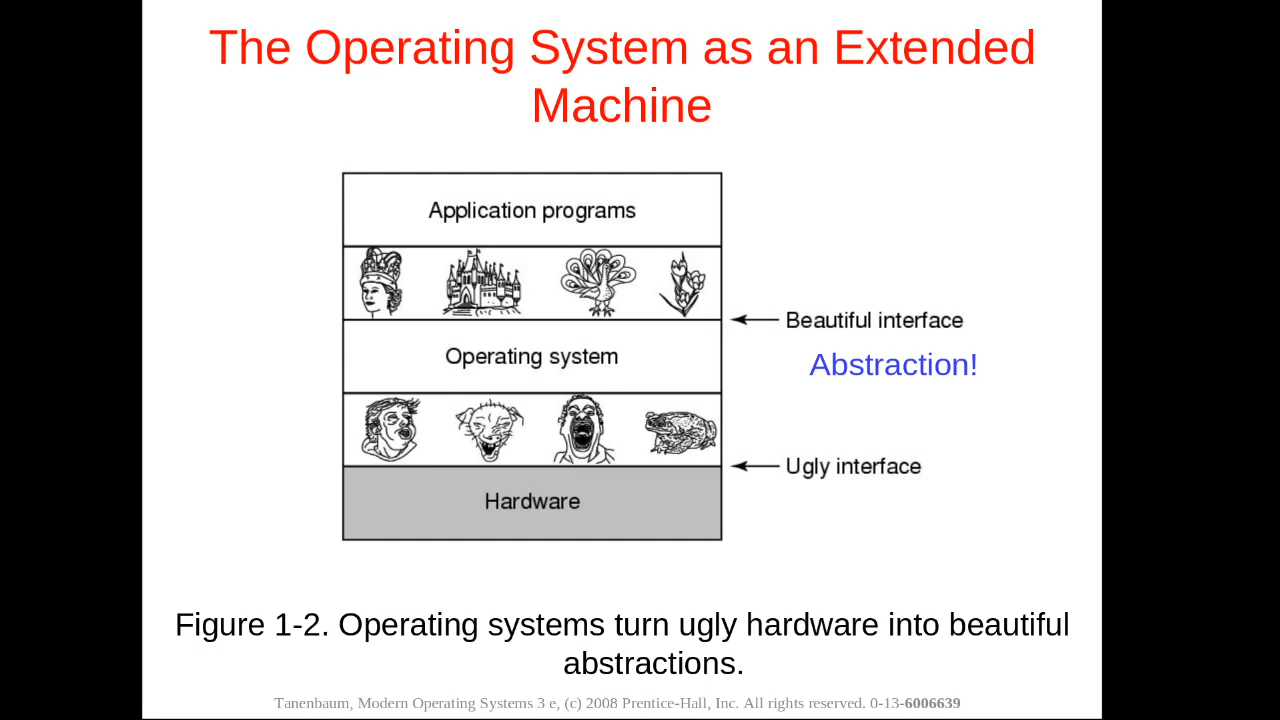 The Operating System as an Extended
Machine
Application programs
Beautiful interface
Operating system
Abstraction!
Ugly interface
Hardware
Figure 1-2. Operating systems turn ugly hardware into beautiful
abstractions.
Tanenbaum, Modern Operating Systems 3 e, (c) 2008 Prentice-Hall, Inc. All rights reserved. 0-13-6006639